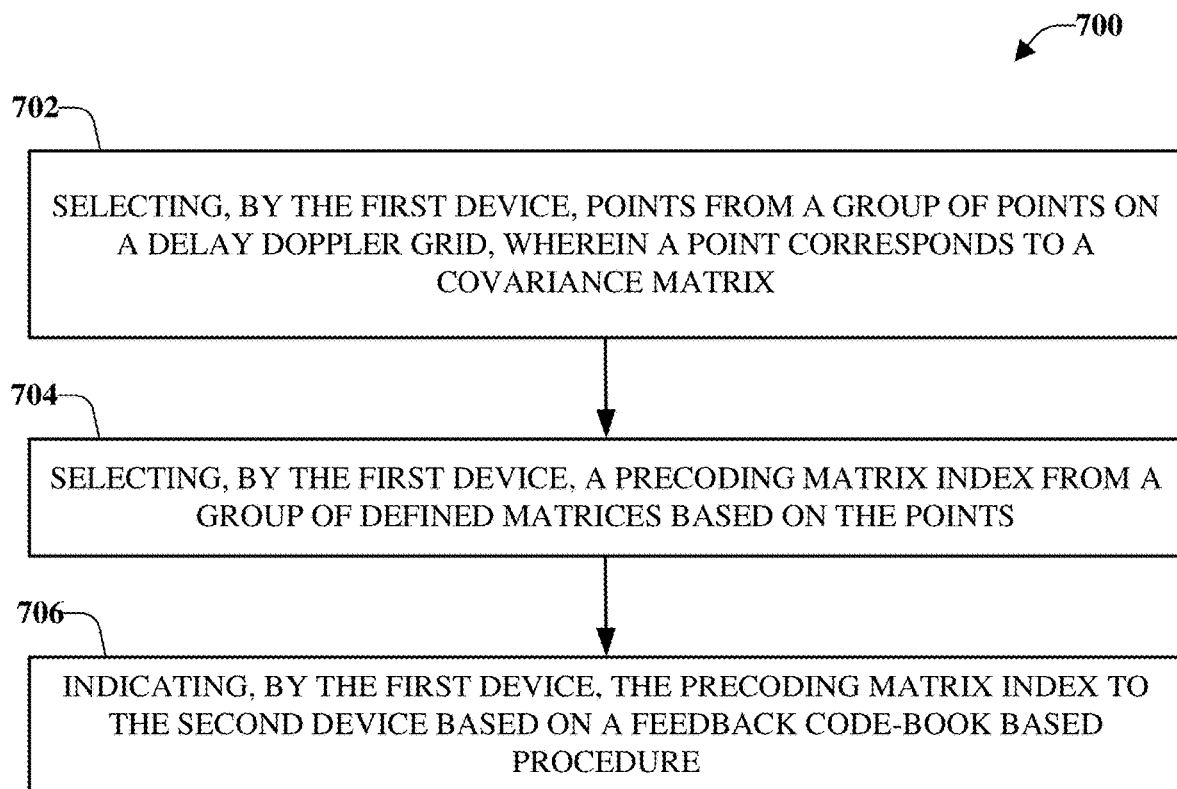 700
702
SELECTING, BY THE FIRST DEVICE, POINTS FROM A GROUP OF POINTS ON
A DELAY DOPPLER GRID, WHEREIN A POINT CORRESPONDS TO A
COVARIANCE MATRIX
704
SELECTING, BY THE FIRST DEVICE, A PRECODING MATRIX INDEX FROM A
GROUP OF DEFINED MATRICES BASED ON THE POINTS
706
INDICATING, BY THE FIRST DEVICE, THE PRECODING MATRIX INDEX TO
THE SECOND DEVICE BASED ON A FEEDBACK CODE-BOOK BASED
PROCEDURE